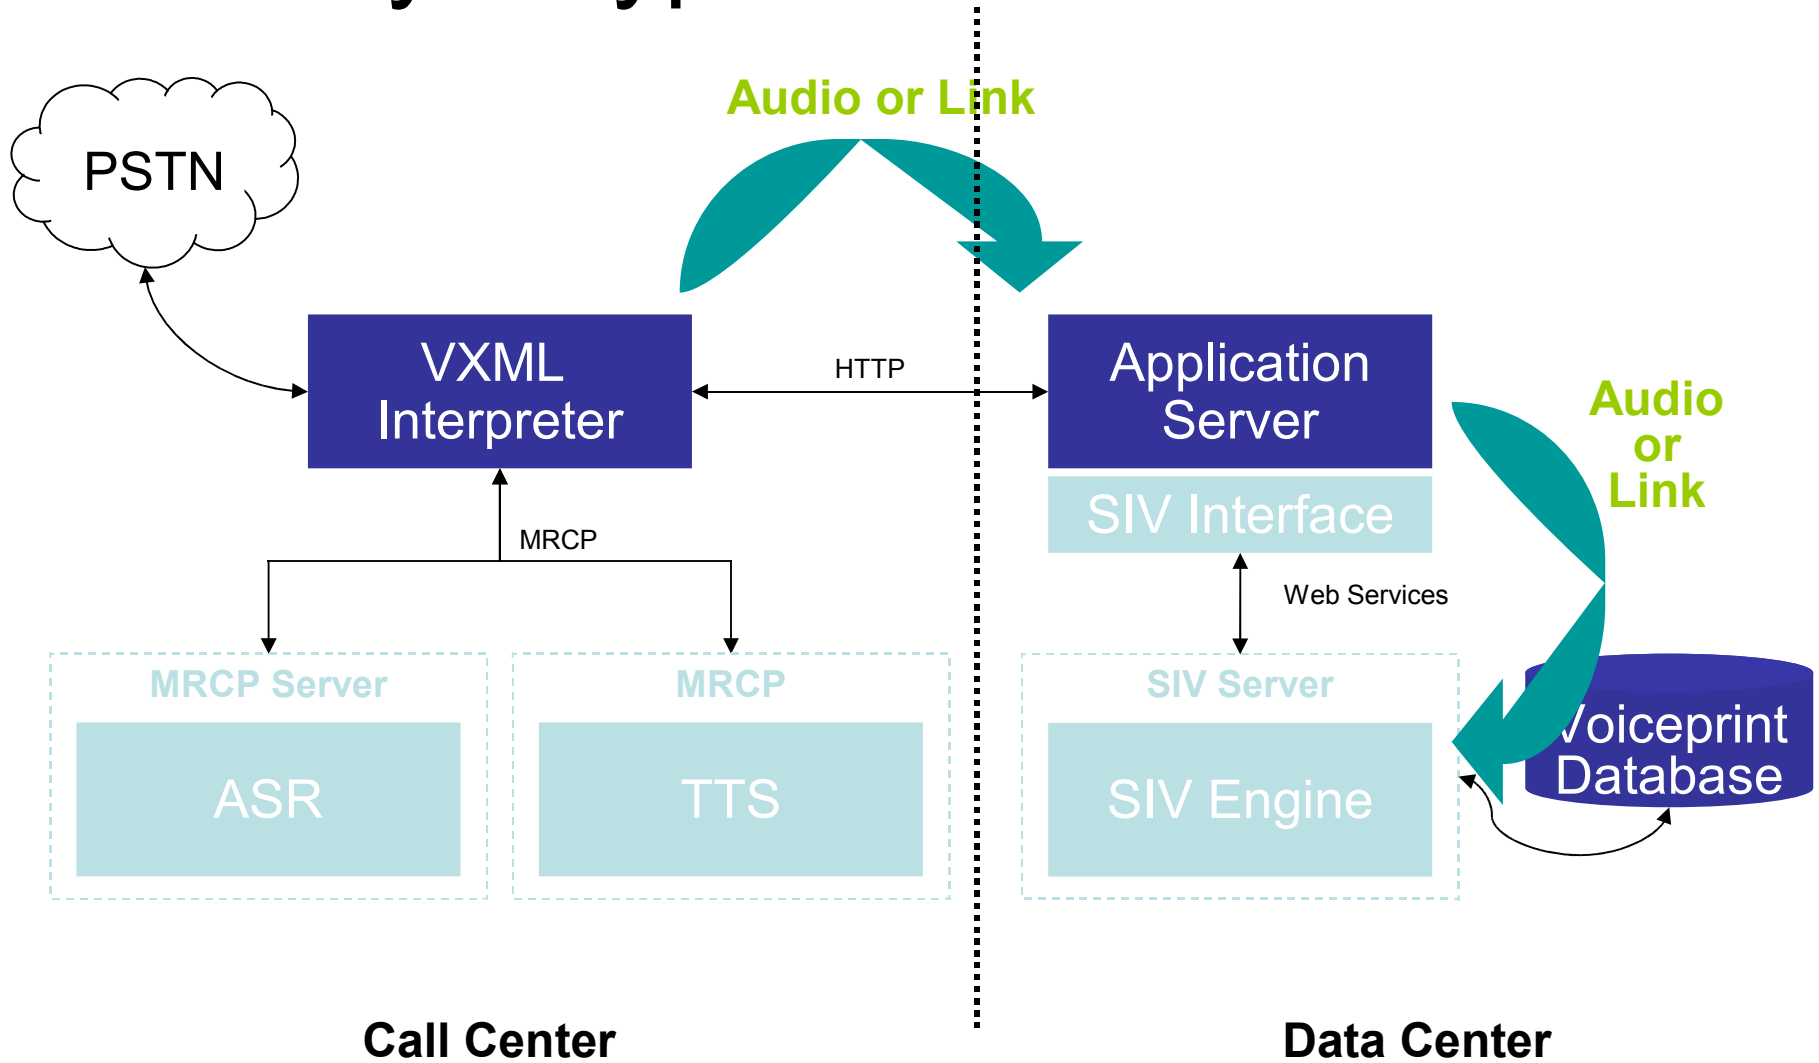 Audio or Link
PSTN
VXML
Interpreter
HTTP
Application
Server
Audio
or
Link
SIV Interface
MRCP
Web Services
MRCP Server
MRCP
SIV Server
ASR
TTS
SIV Engine
Voiceprint
Database
Call Center
Data Center